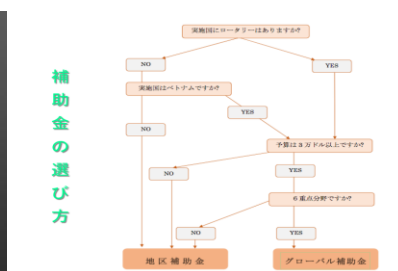 補助金の選び方
実施国にロータリーはありますか?
NO
YES
実施国はベトナムですか?
YES
NO
予算は3万ドル以上ですか?
NO
YES
6重点分野ですか?
NO
YES
地区補助金
グローバル補助金